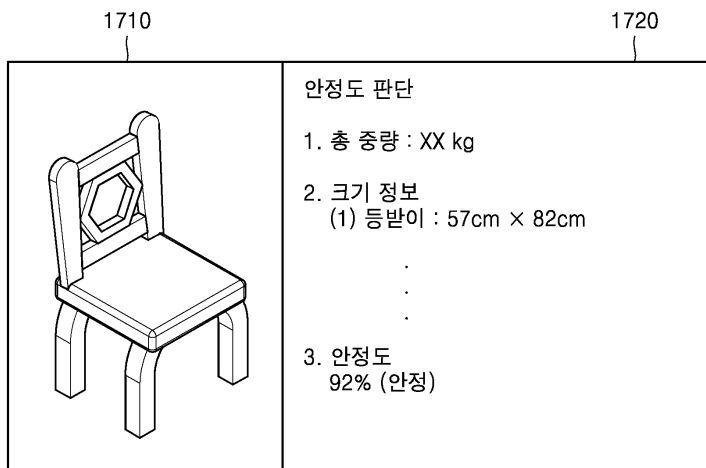 1710
1720
안정도 판단
1. 총 중량 : XX kg
2. 크기 정보
(1) 등받이 : 57cm × 82cm
.
.
.
3. 안정도
92% (안정)